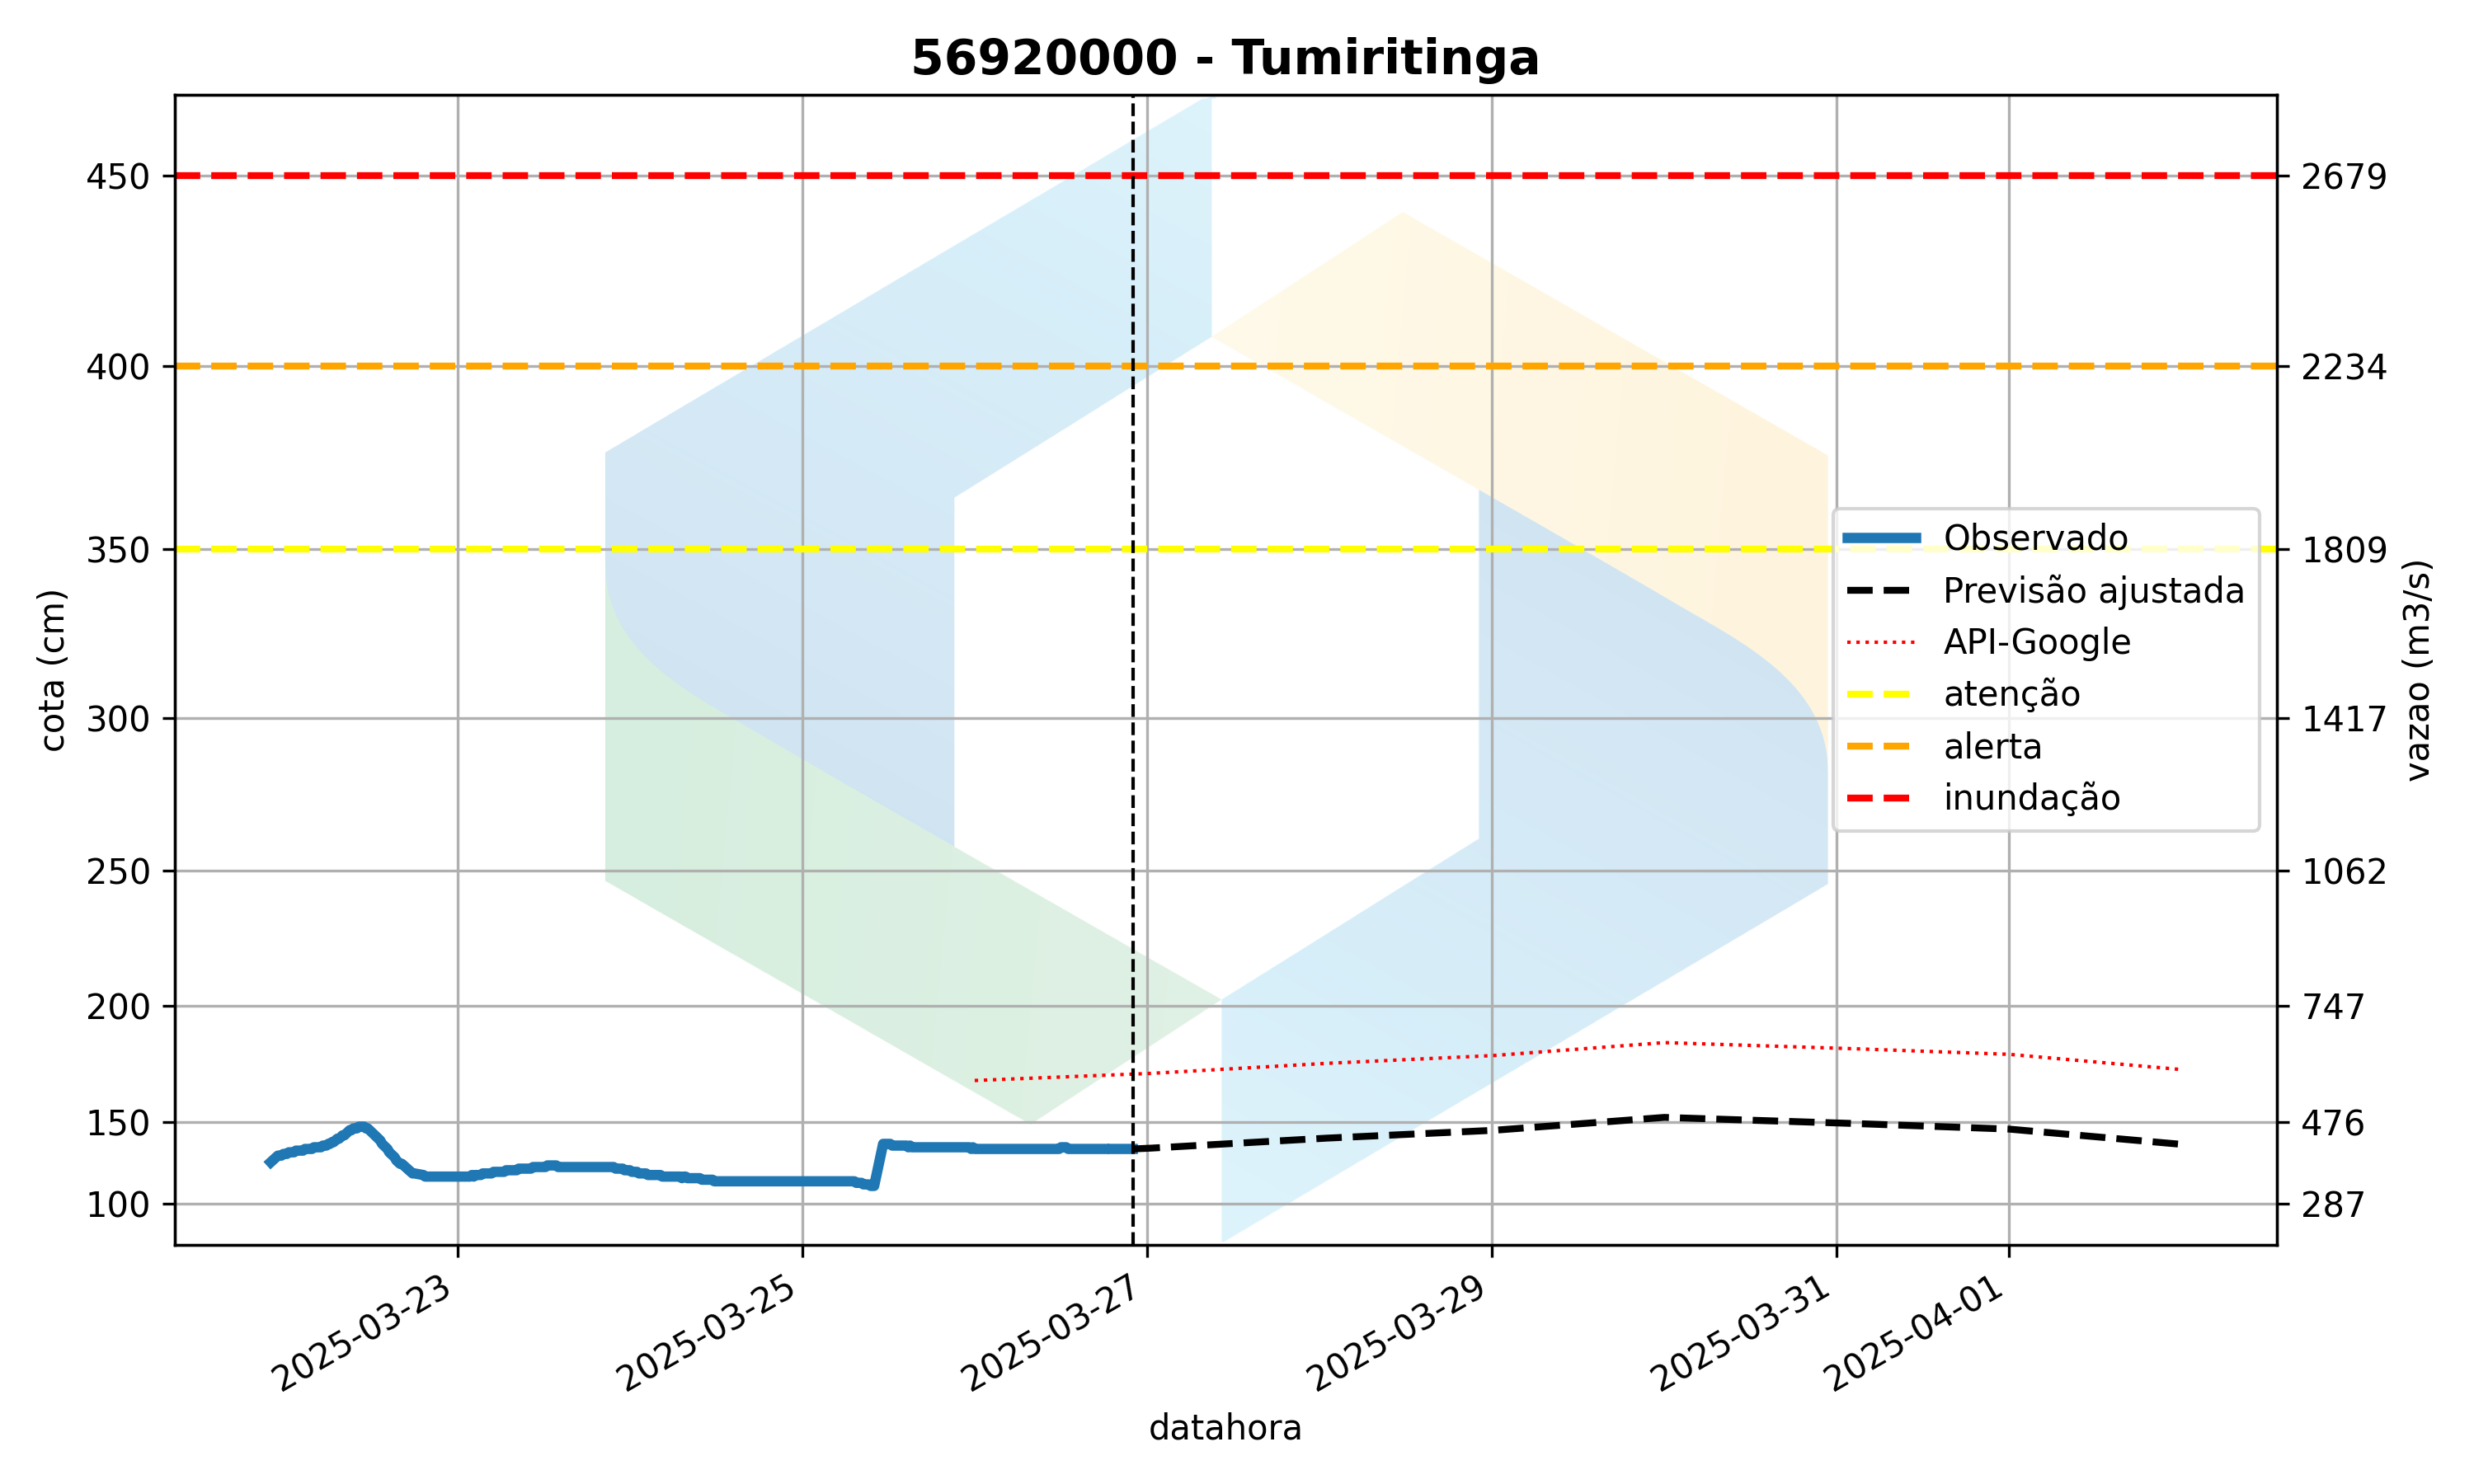 56920000 - Tumiritinga
cota (cm)
450
400
350
300
250
200
150
100
2679
2234
1809
1417
1062
747
476
287
vazao (m3/s)
Observado
Previsão ajustada
API-Google
atenção
alerta
inundação
2025-03-23
2025-03-25
2025-03-27
2025-03-29
2025-03-31
2025-04-01
datahora